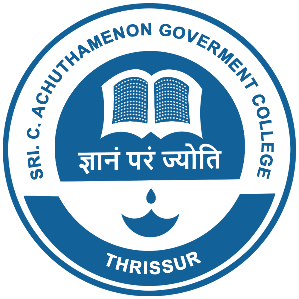 SRI. C. ACHUTHAMENON GOVERMENT COLLEGE
ज्ञानं परं ज्योति
THRISSUR